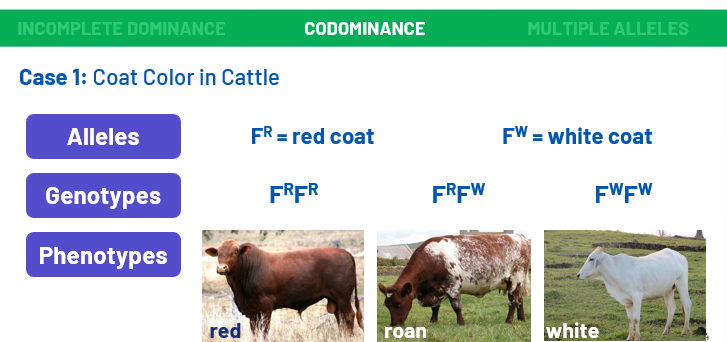 INCOMPLETE DOMINANCE CODOMINANCE MULTIPLE ALLELES
Case 1: Coat Color in Cattle
Alleles Fᴿ = red coat Fᵂ = white coat
Genotypes FᴿFᴿ FᴿFᵂ FᵂFᵂ
Phenotypes
red roan white